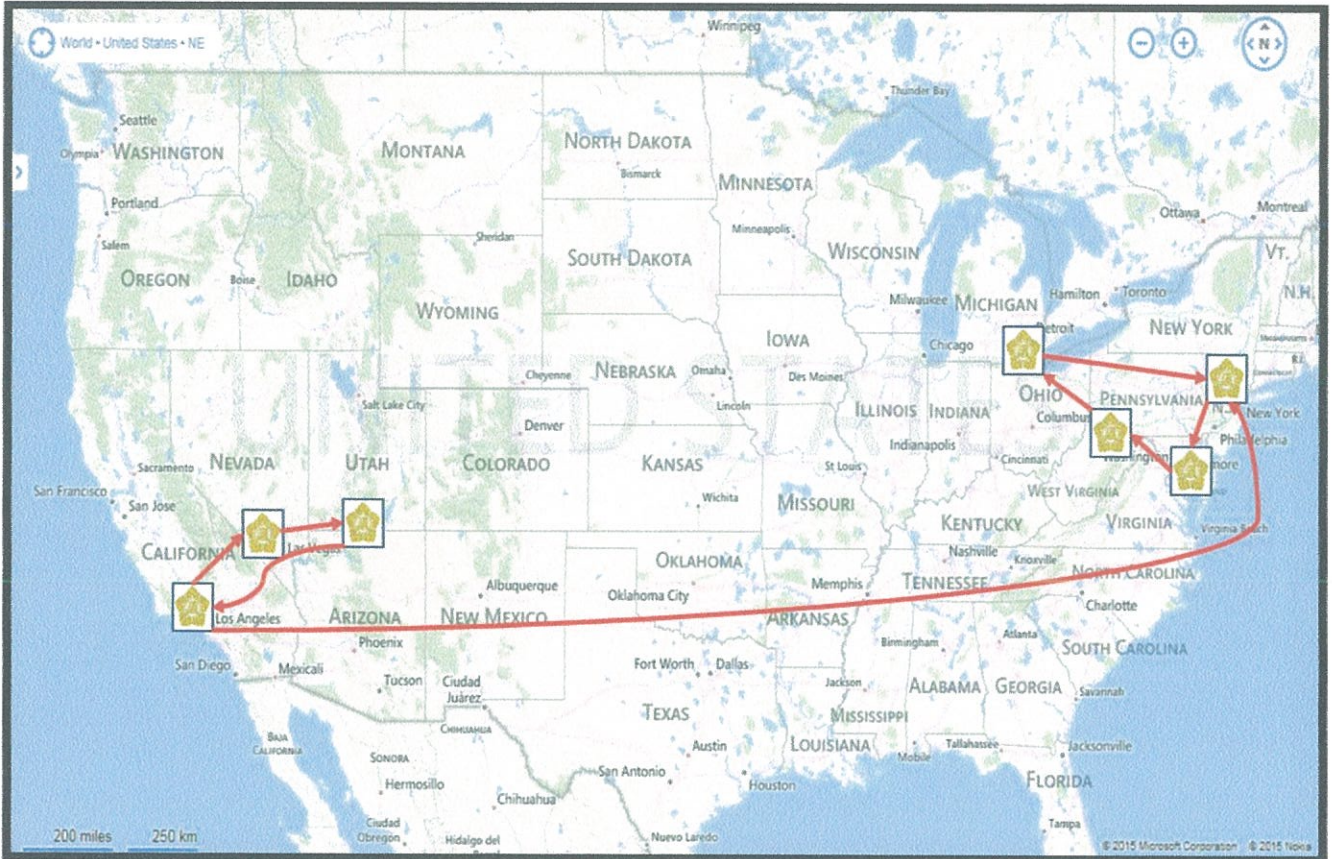 World • United States • NE
Winnipeg
N
Thunder Bay
Seattle
Olympia
WASHINGTON
MONTANA
NORTH DAKOTA
Bismarck
MINNESOTA
Portland
Ottawa
Montreal
Salem
Sheridan
Minneapolis
SOUTH DAKOTA
WISCONSIN
VT.
OREGON
Boise
IDAHO
Milwaukee
MICHIGAN
Hamilton
Toronto
N.H.
WYOMING
IOWA
Detroit
NEW YORK
Chicago
R.I.
UNITED STATES
NEBRASKA
Omaha
Cheyenne
Des Moines
Salt Lake City
Lincoln
ILLINOIS
INDIANA
OHIO
PENNSYLVANIA
N.
New York
Denver
Columbus
Indianapolis
Philadelphia
Sacramento
NEVADA
UTAH
COLORADO
KANSAS
St Louis
Cincinnati
Washington
more
San Francisco
San Jose
Wichita
MISSOURI
WEST VIRGINIA
KENTUCKY
VIRGINIA
Virginia Beach
CALIFORNIA
Las Vegas
OKLAHOMA
Nashville
Knoxville
Albuquerque
Oklahoma City
Memphis
TENNESSEE
NORTH CAROLINA
Los Angeles
ARIZONA
NEW MEXICO
ARKANSAS
Charlotte
Phoenix
Birmingham
Atlanta
SOUTH CAROLINA
San Diego
Mexicali
Fort Worth
Dallas
Tucson
Ciudad
Juárez
Jackson
ALABAMA
GEORGIA
Savannah
TEXAS
MISSISSIPPI
CHIHUAHUA
BAJA
CALIFORNIA
SONORA
Austin
LOUISIANA
Mobile
Tallahassee
Jacksonville
Hermosillo
San Antonio
Houston
FLORIDA
Chihuahua
Ciudad
Obregon
Tampa
200 miles
250 km
Hidalgo del
Nuevo Laredo
© 2015 Microsoft Corporation
© 2015 Nokia